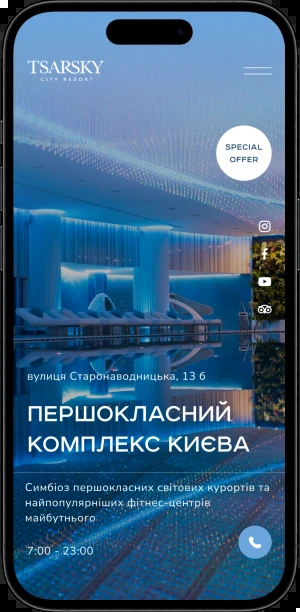 TSARSKY
CITY RESORT
SPECIAL
OFFER
вулиця Старонаводницька, 13 б
ПЕРШОКЛАСНИЙ
КОМПЛЕКС КИЄВА
Симбіоз першокласних світових курортів та
найпопулярніших фітнес-центрів
майбутнього
7:00 - 23:00